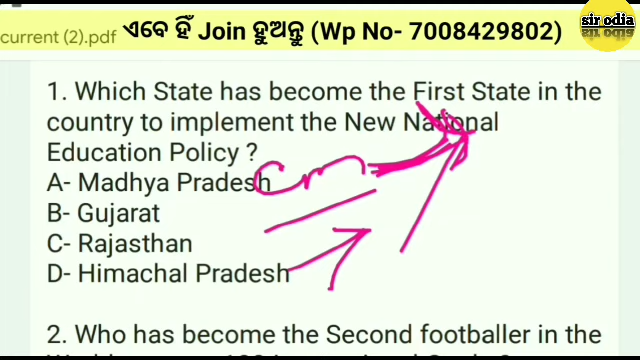 current (2).pdf
ଏବେ ହିଁ Join ହୁଅନ୍ତୁ (Wp No- 7008429802)
sir odia
1. Which State has become the First State in the
country to implement the New National
Education Policy ?
A- Madhya Pradesh
cm
B- Gujarat
C- Rajasthan
D- Himachal Pradesh
2. Who has become the Second footballer in the